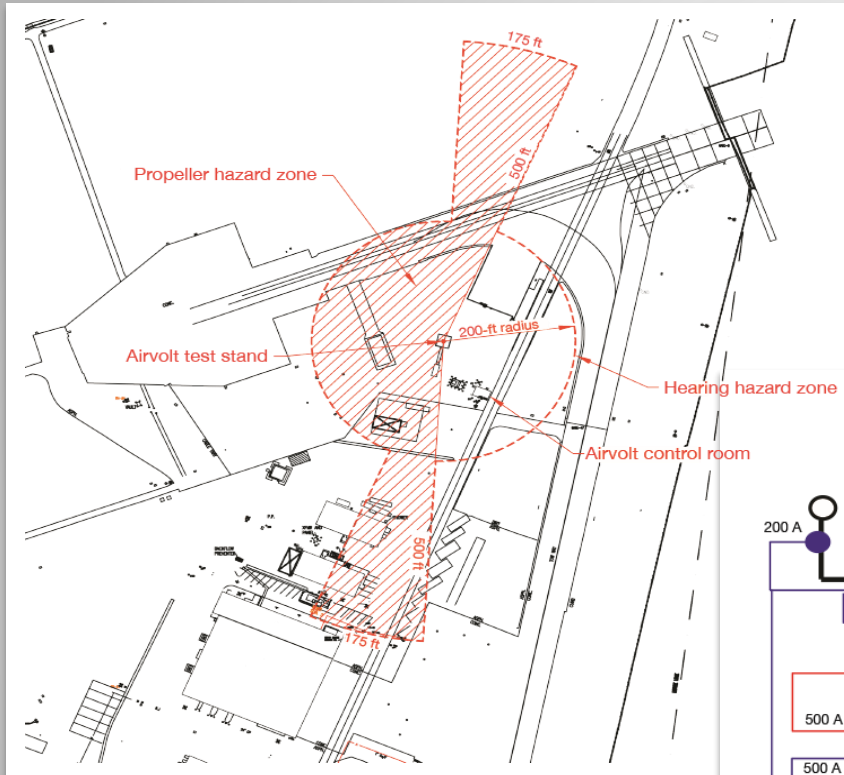 175 ft
500 ft
Propeller hazard zone
Airvolt test stand
200-ft radius
Hearing hazard zone
Airvolt control room
500 ft
175 ft
200 A
500 A
500 A